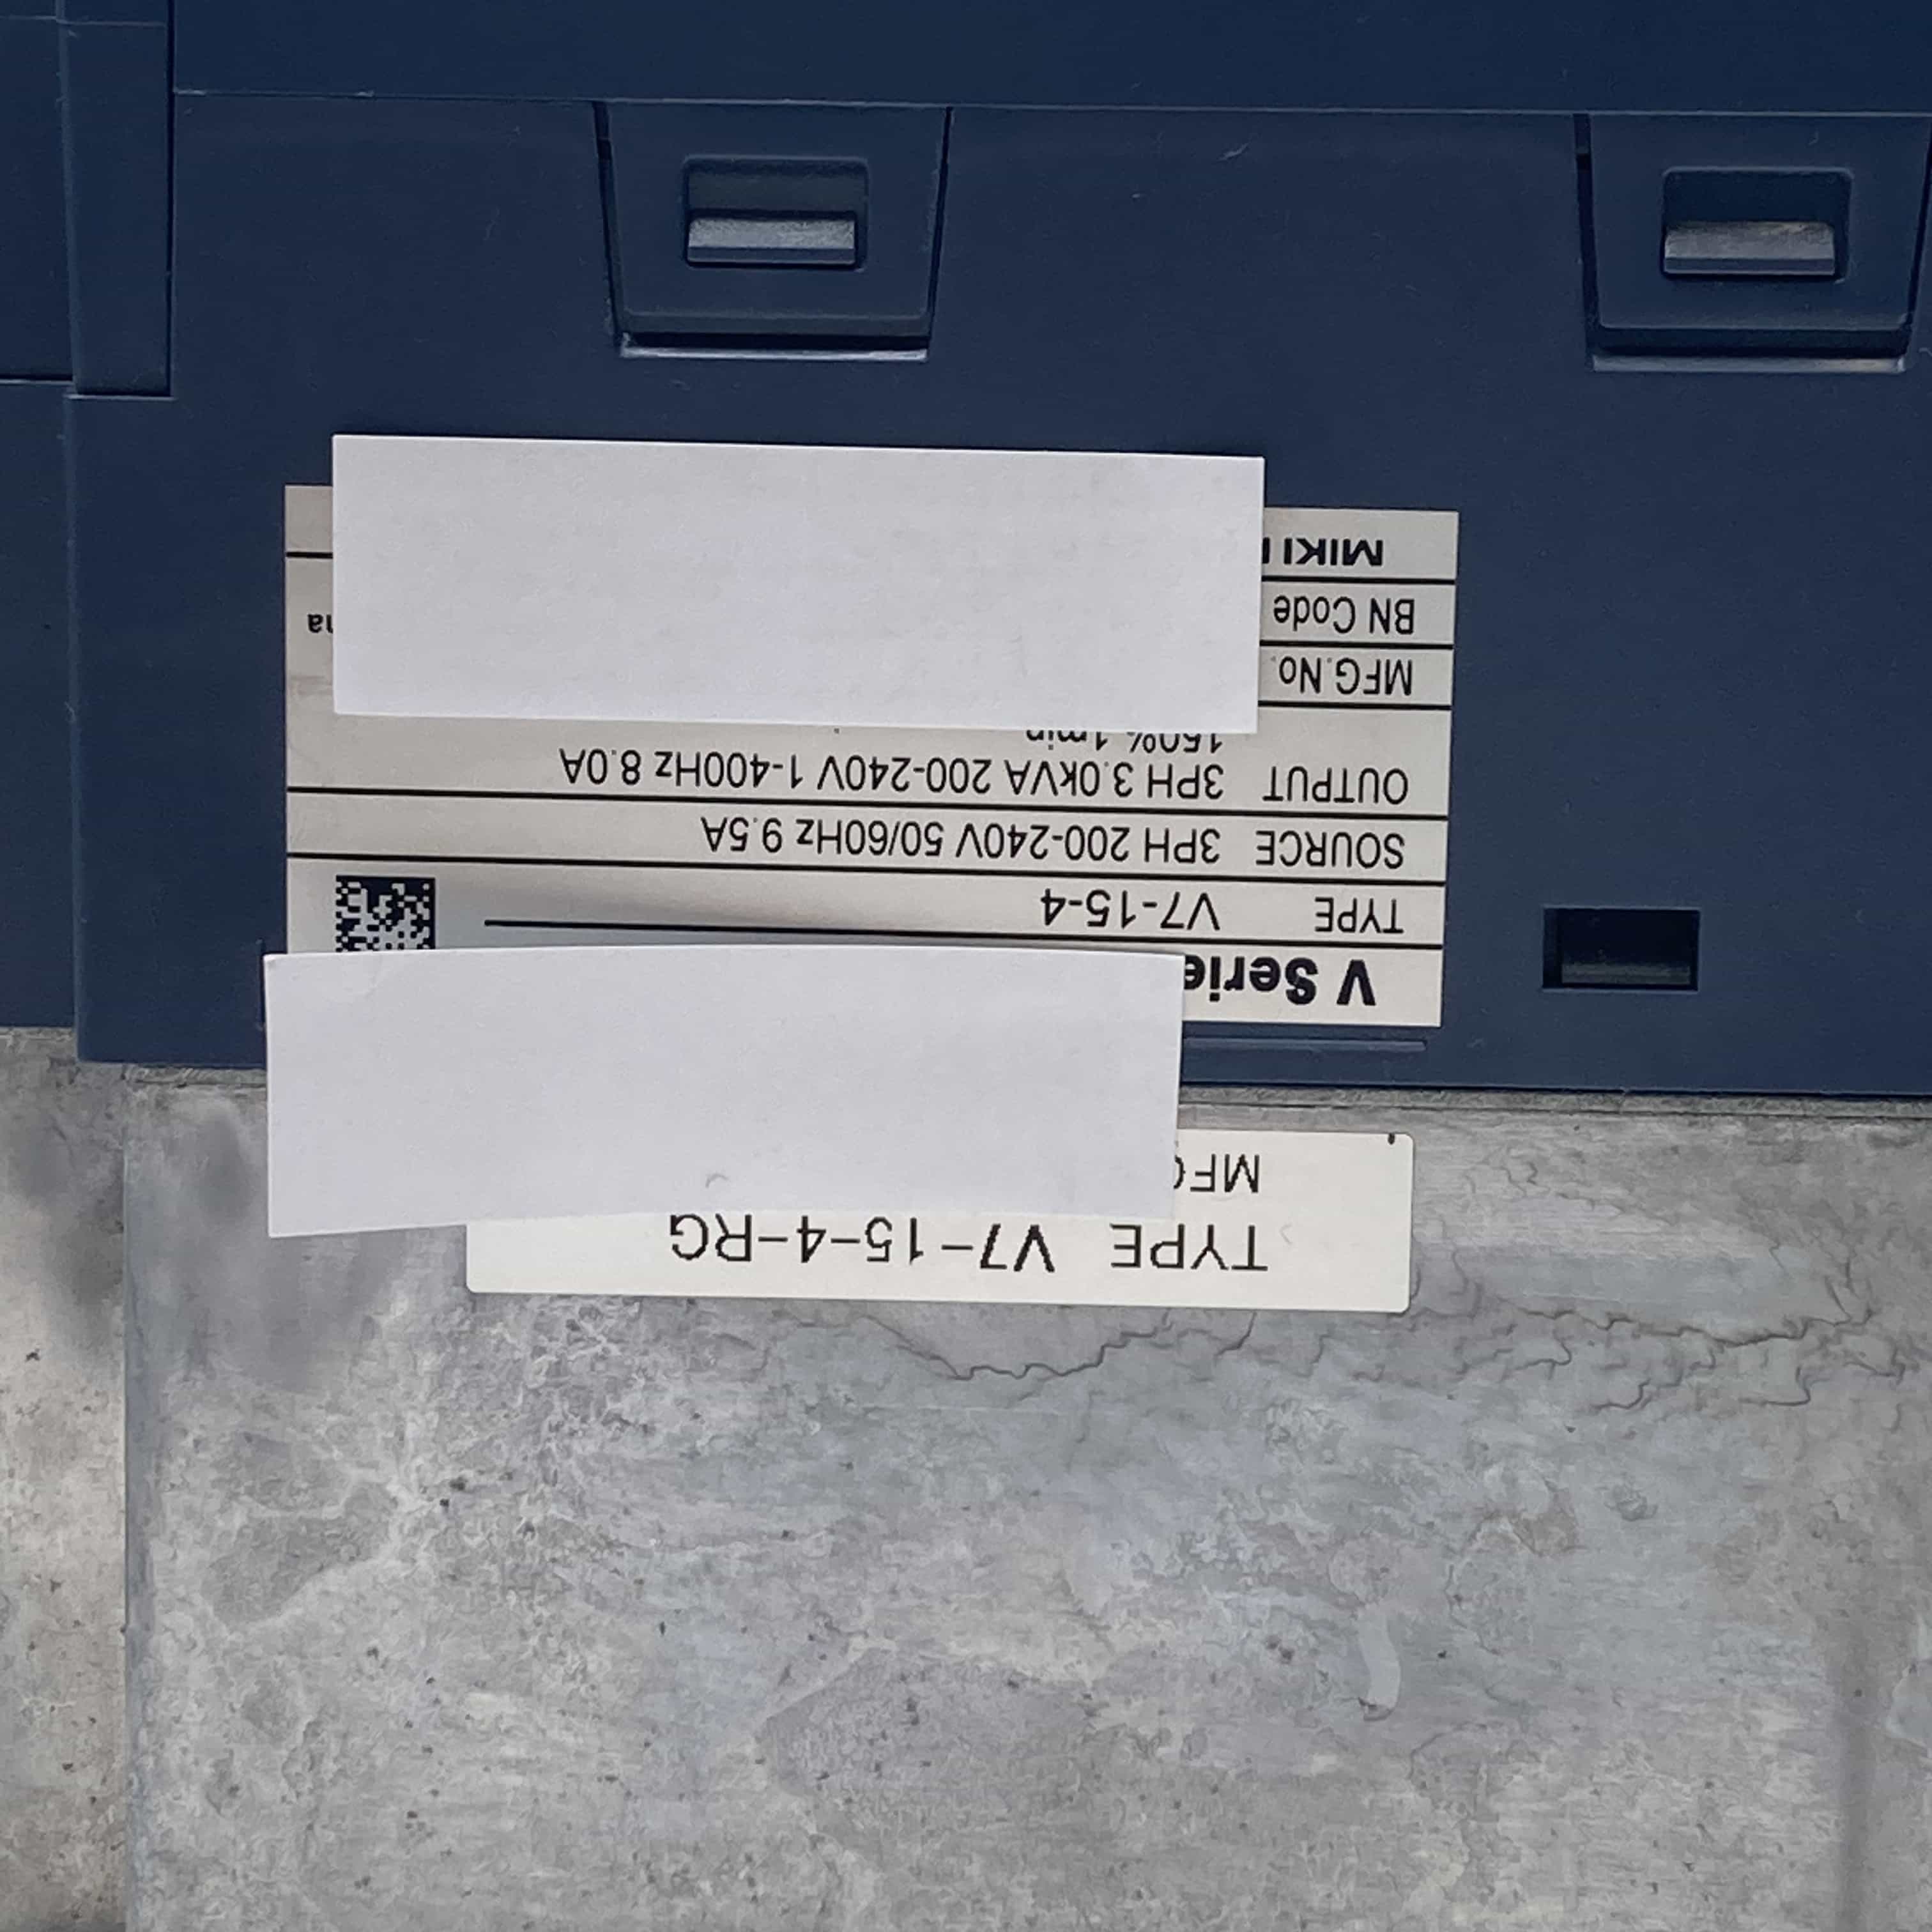 TYPE V7-15-4-RG
MF
V Serie
TYPE V7-15-4
SOURCE 3PH 200-240V 50/60Hz 9.5A
OUTPUT 3PH 3.0kVA 200-240V 1-400Hz 8.0A
150% 1min
MFG.No.
BN Code
MIKI